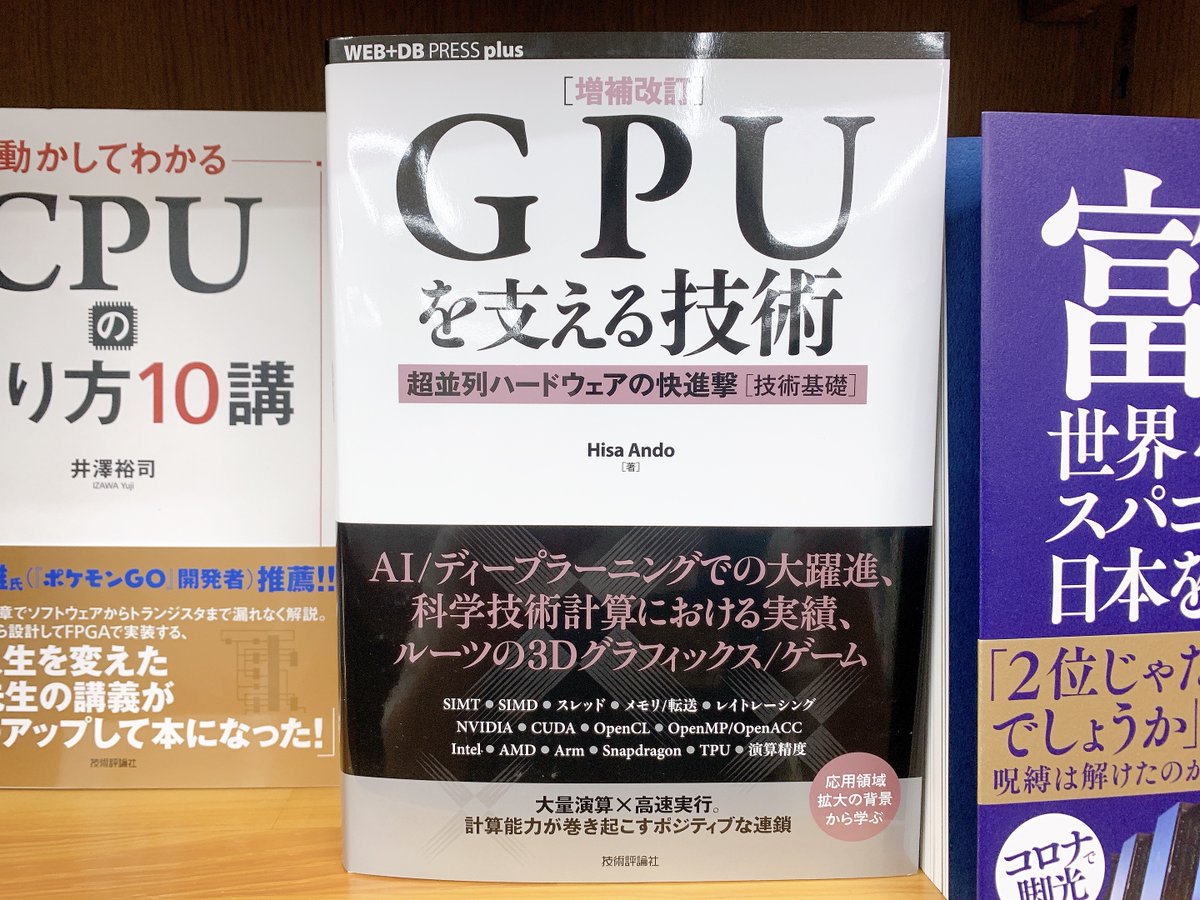 動かしてわかる
CPU
の
り方10講
井澤裕司
IZAWA Yuji
氏(『ポケモンGO』開発者)推薦!!
章でソフトウェアからトランジスタまで漏れなく解説。
ら設計してFPGAで実装する、
生を変えた
生の講義が
アップして本になった!」
技術評論社
WEB+DB PRESS plus
[増補改訂]
GPU
を支える技術
超並列ハードウェアの快進撃[技術基礎]
Hisa Ando
[著]
AI/ディープラーニングでの大躍進、
科学技術計算における実績、
ルーツの3Dグラフィックス/ゲーム
SIMT●SIMD●スレッド●メモリ/転送●レイトレーシング
NVIDIA●CUDA●OpenCL●OpenMP/OpenACC
Intel●AMD●Arm●Snapdragon●TPU●演算精度
大量演算×高速実行。
計算能力が巻き起こすポジティブな連鎖
応用領域
拡大の背景
から学ぶ
技術評論社
富
世界
スパコ
日本を
「2位じゃだ
でしょうか」
呪縛は解けたのか
コロナで
脚光